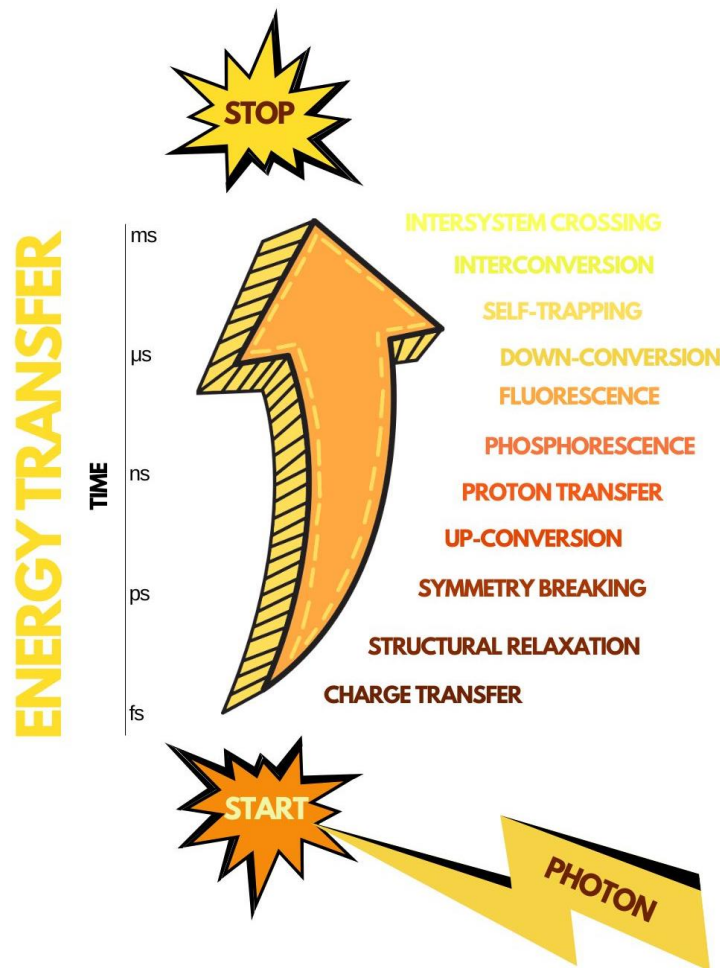 STOP
ENERGY TRANSFER
TIME
ms
µs
ns
ps
fs
INTERSYSTEM CROSSING
INTERCONVERSION
SELF-TRAPPING
DOWN-CONVERSION
FLUORESCENCE
PHOSPHORESCENCE
PROTON TRANSFER
UP-CONVERSION
SYMMETRY BREAKING
STRUCTURAL RELAXATION
CHARGE TRANSFER
START
PHOTON